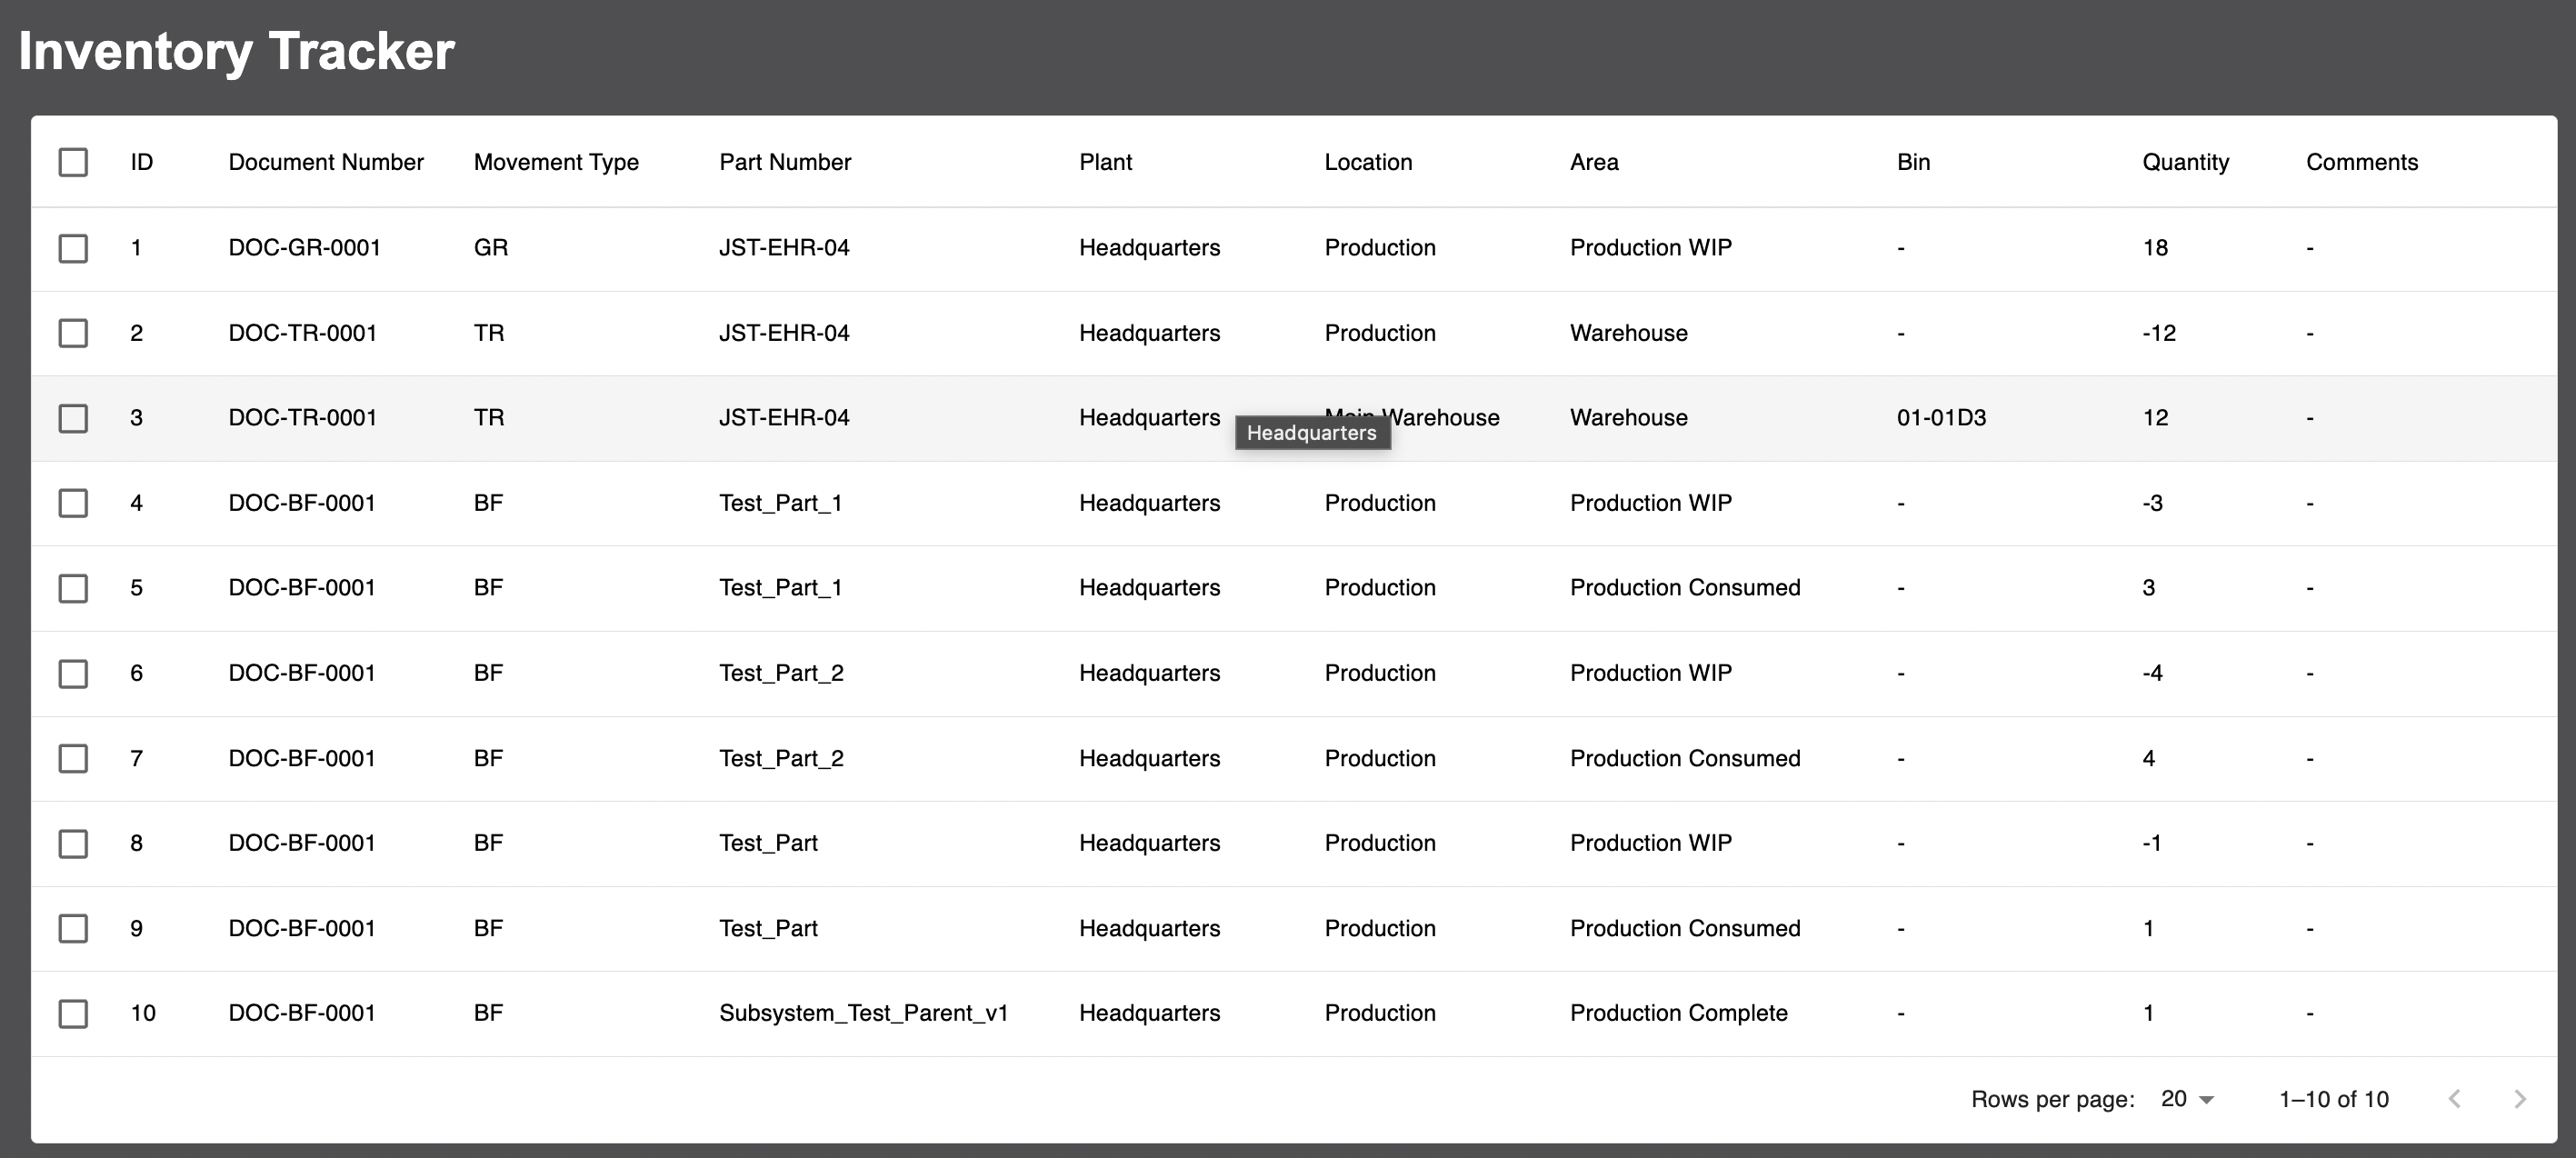 Inventory Tracker
ID Document Number Movement Type Part Number Plant Location Area Bin Quantity Comments
1 DOC-GR-0001 GR JST-EHR-04 Headquarters Production Production WIP - 18 -
2 DOC-TR-0001 TR JST-EHR-04 Headquarters Production Warehouse - -12 -
3 DOC-TR-0001 TR JST-EHR-04 Headquarters Main Warehouse Warehouse 01-01D3 12 -
Headquarters
4 DOC-BF-0001 BF Test_Part_1 Headquarters Production Production WIP - -3 -
5 DOC-BF-0001 BF Test_Part_1 Headquarters Production Production Consumed - 3 -
6 DOC-BF-0001 BF Test_Part_2 Headquarters Production Production WIP - -4 -
7 DOC-BF-0001 BF Test_Part_2 Headquarters Production Production Consumed - 4 -
8 DOC-BF-0001 BF Test_Part Headquarters Production Production WIP - -1 -
9 DOC-BF-0001 BF Test_Part Headquarters Production Production Consumed - 1 -
10 DOC-BF-0001 BF Subsystem_Test_Parent_v1 Headquarters Production Production Complete - 1 -
Rows per page: 20 1–10 of 10